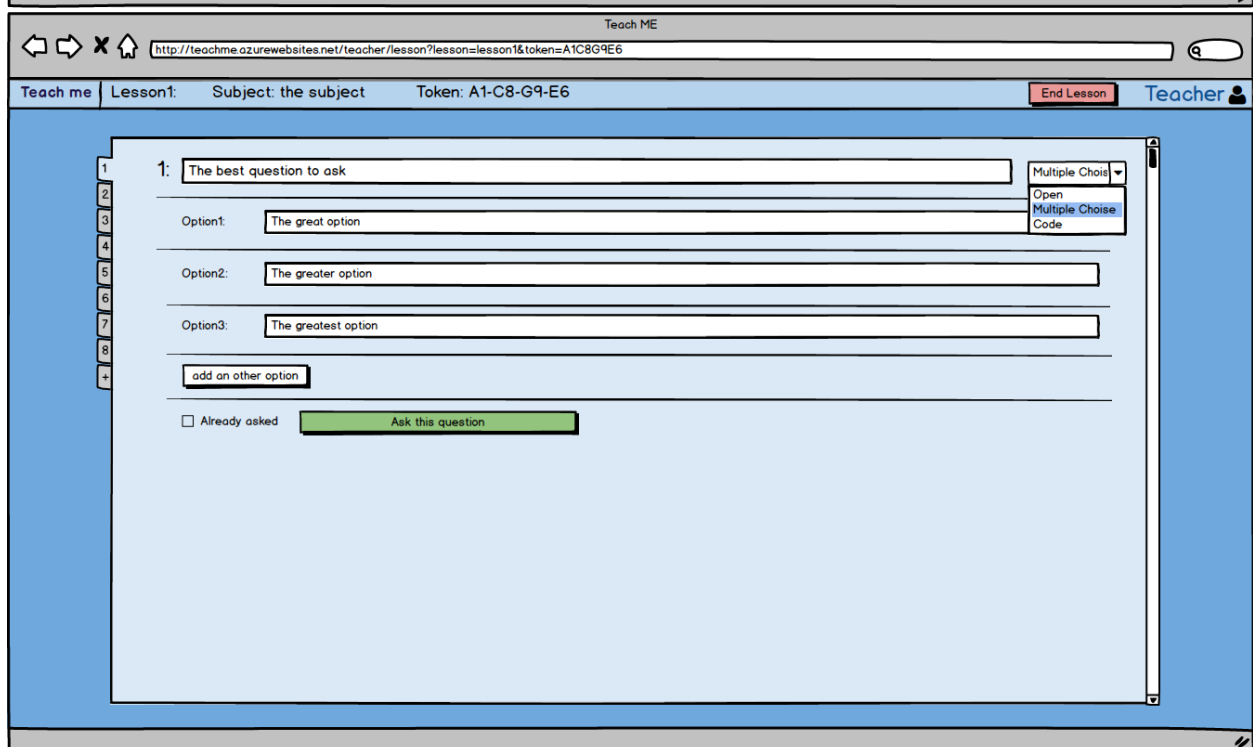 Teach ME
http://teachme.azurewebsites.net/teacher/lesson?lesson=lesson1&token=A1C8G9E6
Teach me Lesson1: Subject: the subject Token: A1-C8-G9-E6 End Lesson Teacher
1
2
3
4
5
6
7
8
+
1: The best question to ask Multiple Chois
Open
Multiple Choise
Code
Option1: The great option
Option2: The greater option
Option3: The greatest option
add an other option
Already asked Ask this question